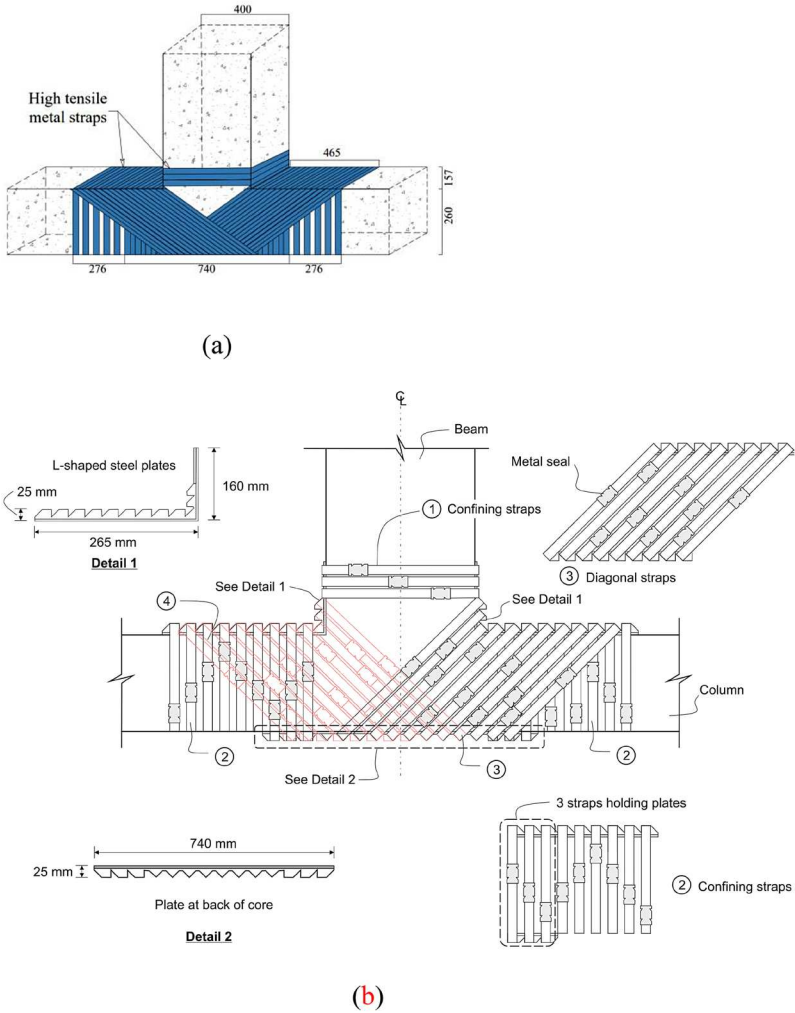 400
High tensile
metal straps
465
157
260
276
740
276
(a)
℄
Beam
L-shaped steel plates
Metal seal
25 mm
160 mm
1 Confining straps
265 mm
Detail 1
3 Diagonal straps
See Detail 1
4
See Detail 1
Column
2
3
2
See Detail 2
3 straps holding plates
740 mm
25 mm
2 Confining straps
Plate at back of core
Detail 2
(b)